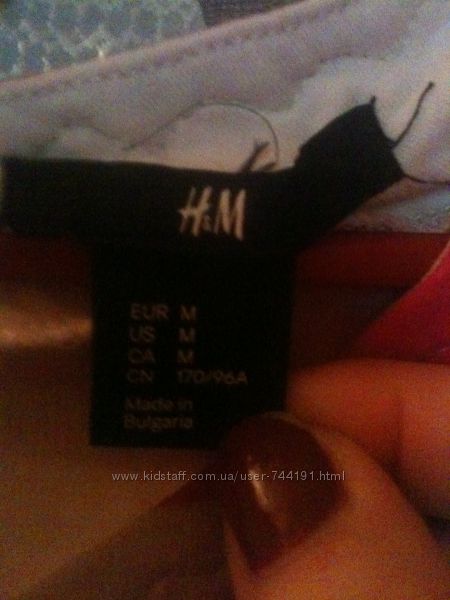 H&M
EUR M
US M
CA M
CN 170/96A
Made in
Bulgaria
www.kidstaff.com.ua/user-744191.html